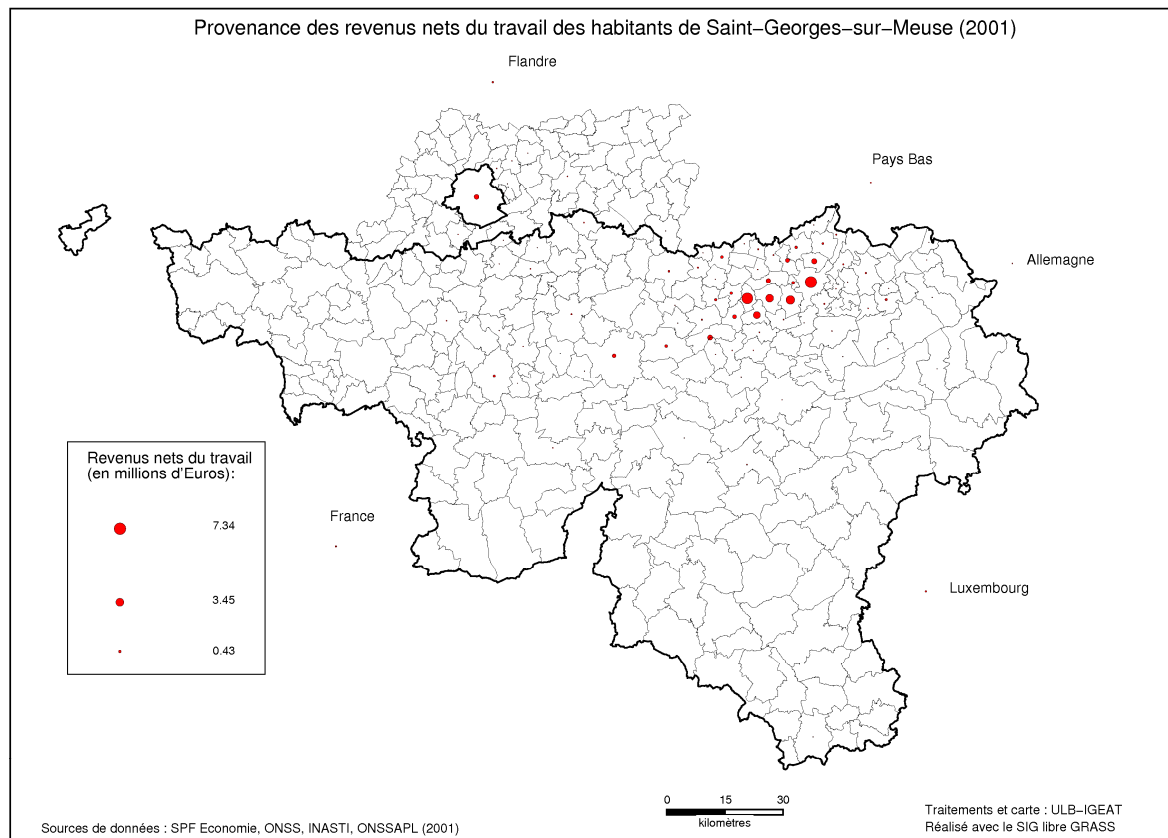 Provenance des revenus nets du travail des habitants de Saint−Georges−sur−Meuse (2001)
Flandre
Pays Bas
Allemagne
Revenus nets du travail
(en millions d'Euros):
7.34
3.45
0.43
France
Luxembourg
0 15 30
kilomètres
Sources de données : SPF Economie, ONSS, INASTI, ONSSAPL (2001)
Traitements et carte : ULB−IGEAT
Réalisé avec le SIG libre GRASS